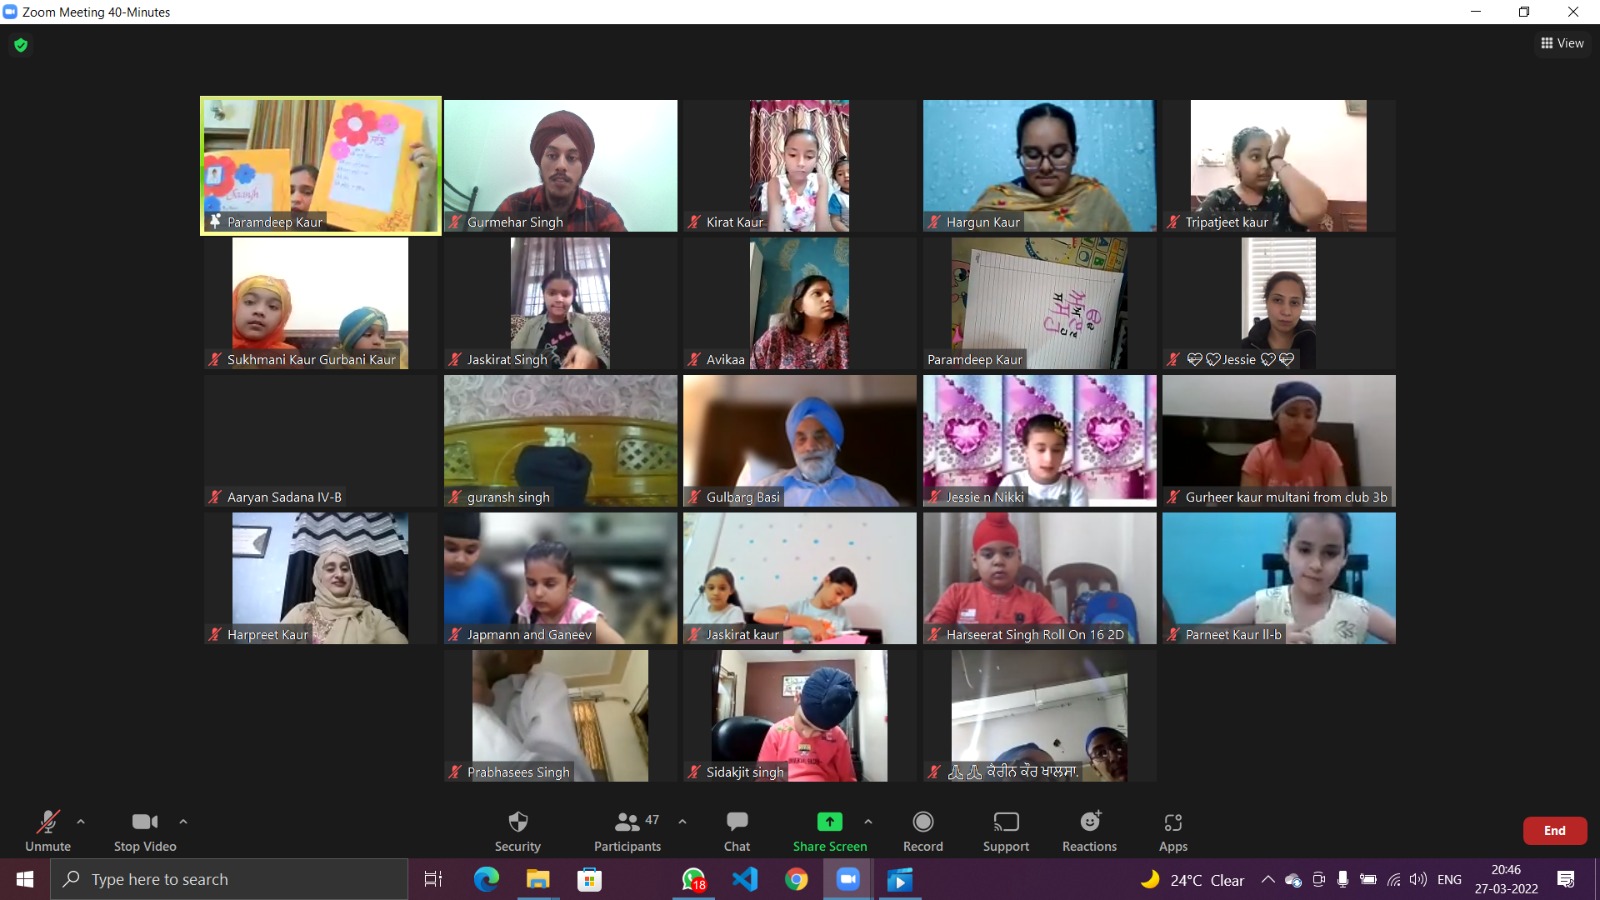 Zoom Meeting 40-Minutes
View
Paramdeep Kaur
Gurmehar Singh
Kirat Kaur
Hargun Kaur
Tripatjeet kaur
Sukhmani Kaur Gurbani Kaur
Jaskirat Singh
Avikaa
Paramdeep Kaur
Jessie
Aaryan Sadana IV-B
guransh singh
Gulbarg Basi
Jessie n Nikki
Gurheer kaur multani from club 3b
Harpreet Kaur
Japmann and Ganeev
Jaskirat kaur
Harseerat Singh Roll On 16 2D
Parneet Kaur II-b
Prabhasees Singh
Sidakjit singh
🙏🙏 ਕੈਰੀਨ ਕੌਰ ਖਾਲਸਾ.
Unmute
Stop Video
Security
47
Participants
Chat
Share Screen
Record
Support
Reactions
Apps
End
Type here to search
18
24°C Clear
ENG
20:46
27-03-2022